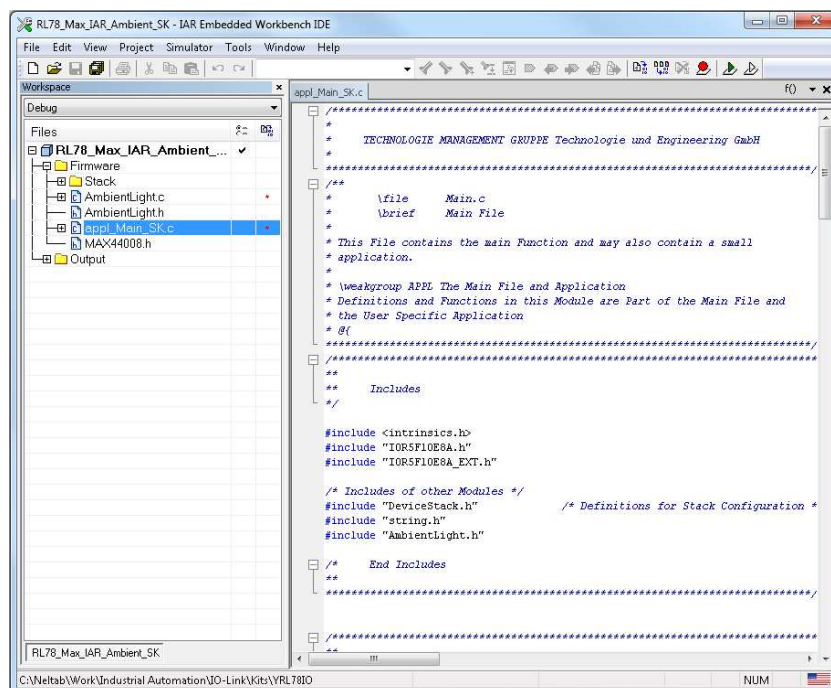 RL78_Max_IAR_Ambient_SK - IAR Embedded Workbench IDE
File Edit View Project Simulator Tools Window Help
Workspace
Debug
Files
RL78_Max_IAR_Ambient_...
Firmware
Stack
AmbientLight.c
AmbientLight.h
appl_Main_SK.c
MAX44008.h
Output
RL78_Max_IAR_Ambient_SK
appl_Main_SK.c
f()
/***************************************************************************
*
* TECHNOLOGIE MANAGEMENT GRUPPE Technologie und Engineering GmbH
*
***************************************************************************/
/**
* \file Main.c
* \brief Main File
*
* This File contains the main Function and may also contain a small
* application.
*
* \weakgroup APPL The Main File and Application
* Definitions and Functions in this Module are Part of the Main File and
* the User Specific Application
* @{
***************************************************************************/
/***************************************************************************
**
** Includes
*/
#include <intrinsics.h>
#include "IOR5F10E8A.h"
#include "IOR5F10E8A_EXT.h"
/* Includes of other Modules */
#include "DeviceStack.h" /* Definitions for Stack Configuration *
#include "string.h"
#include "AmbientLight.h"
/* End Includes
**
***************************************************************************/
/***************************************************************************
**
C:\Neltab\Work\Industrial Automation\IO-Link\Kits\YRL78IO
NUM